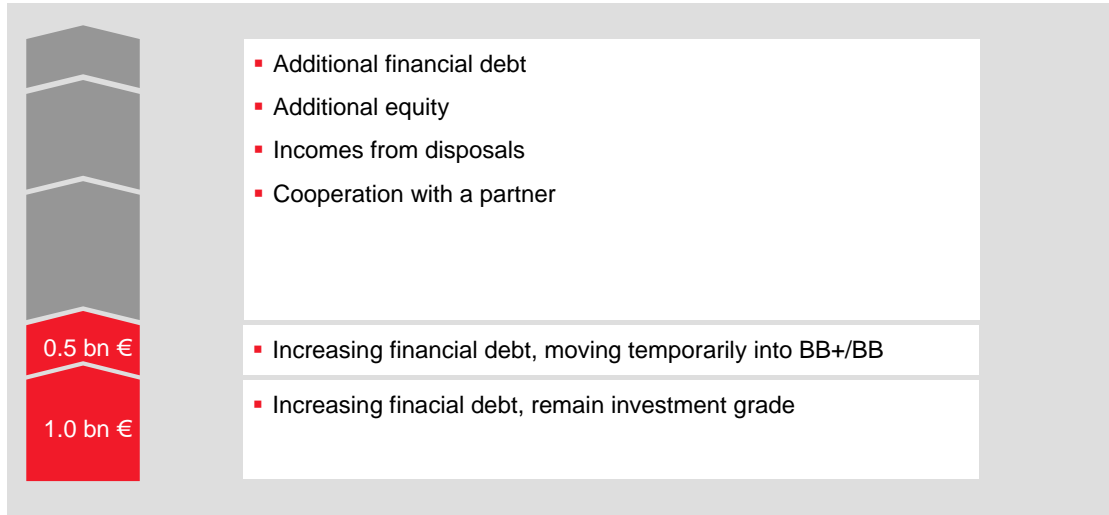 ▪ Additional financial debt
▪ Additional equity
▪ Incomes from disposals
▪ Cooperation with a partner
0.5 bn €
▪ Increasing financial debt, moving temporarily into BB+/BB
▪ Increasing finacial debt, remain investment grade
1.0 bn €